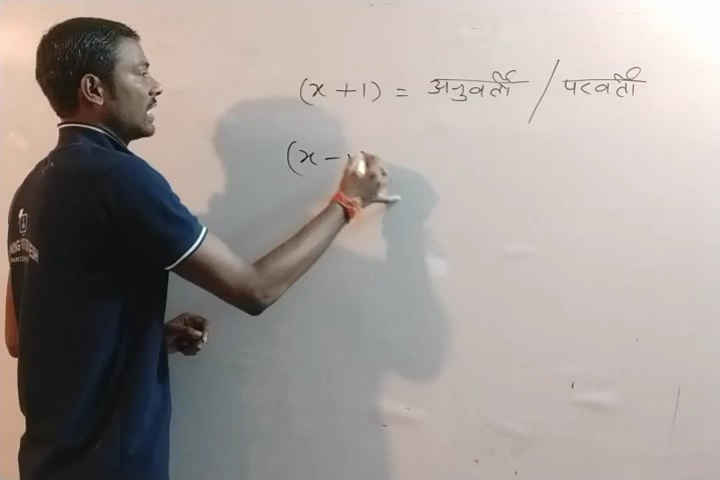 (x + 1) = अनुवर्ती / परवर्ती
(x -